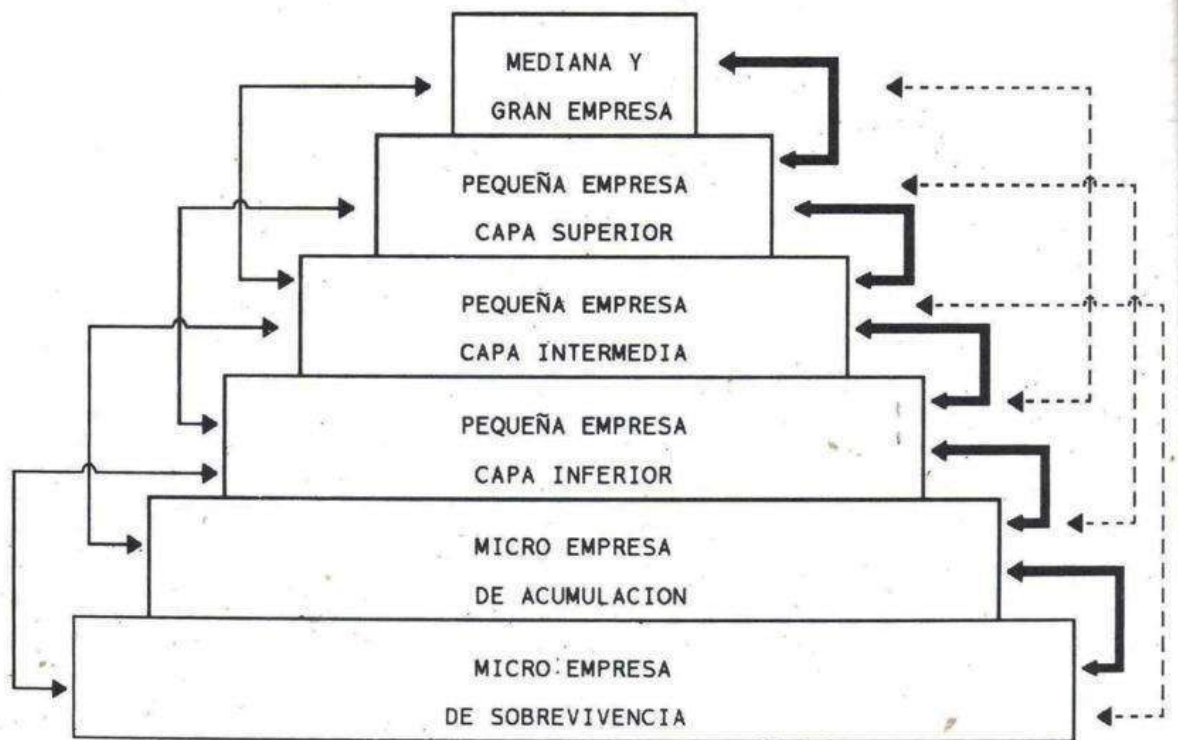 MEDIANA Y
GRAN EMPRESA
PEQUEÑA EMPRESA
CAPA SUPERIOR
PEQUEÑA EMPRESA
CAPA INTERMEDIA
PEQUEÑA EMPRESA
CAPA INFERIOR
MICRO EMPRESA
DE ACUMULACION
MICRO EMPRESA
DE SOBREVIVENCIA